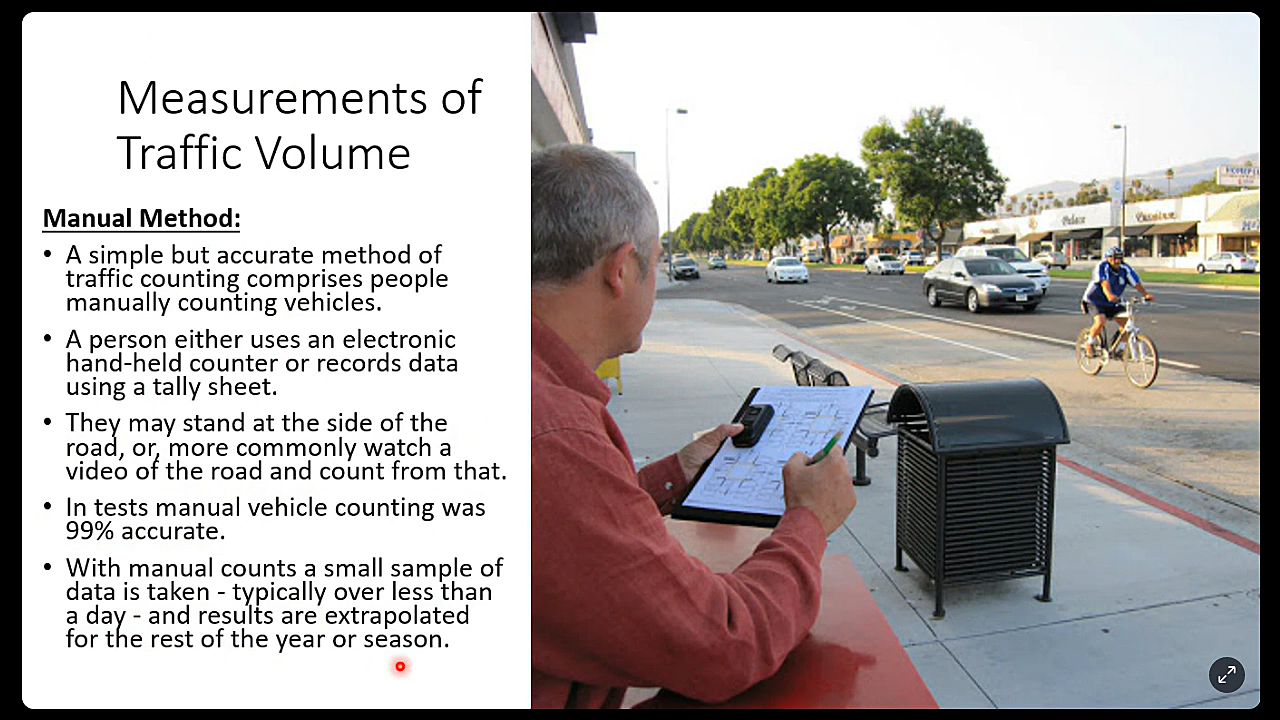 Measurements of
Traffic Volume
Manual Method:
• A simple but accurate method of
traffic counting comprises people
manually counting vehicles.
• A person either uses an electronic
hand-held counter or records data
using a tally sheet.
• They may stand at the side of the
road, or, more commonly watch a
video of the road and count from that.
• In tests manual vehicle counting was
99% accurate.
• With manual counts a small sample of
data is taken - typically over less than
a day - and results are extrapolated
for the rest of the year or season.